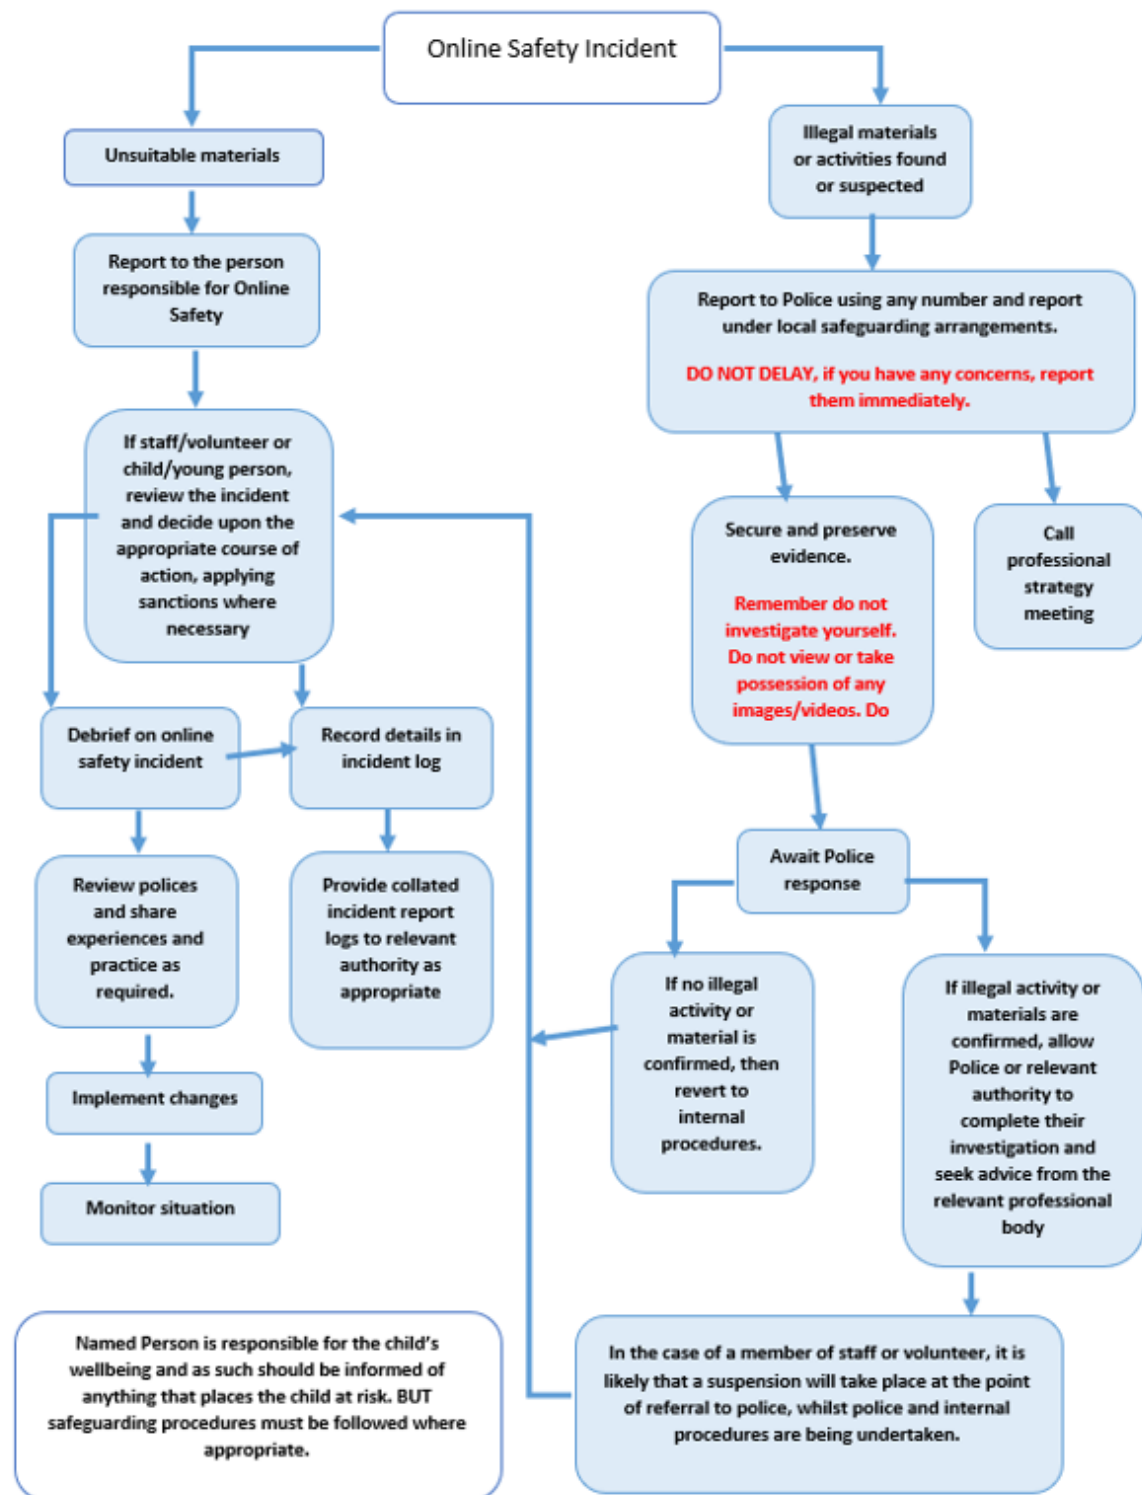 Online Safety Incident
Unsuitable materials
Report to the person
responsible for Online
Safety
If staff/volunteer or
child/young person,
review the incident
and decide upon the
appropriate course of
action, applying
sanctions where
necessary
Debrief on online
safety incident
Record details in
incident log
Review polices
and share
experiences and
practice as
required.
Provide collated
incident report
logs to relevant
authority as
appropriate
Implement changes
Monitor situation
Illegal materials
or activities found
or suspected
Report to Police using any number and report
under local safeguarding arrangements.
DO NOT DELAY, if you have any concerns, report
them immediately.
Secure and preserve
evidence.
Remember do not
investigate yourself.
Do not view or take
possession of any
images/videos. Do
Call
professional
strategy
meeting
Await Police
response
If no illegal
activity or
material is
confirmed, then
revert to
internal
procedures.
If illegal activity or
materials are
confirmed, allow
Police or relevant
authority to
complete their
investigation and
seek advice from the
relevant professional
body
In the case of a member of staff or volunteer, it is
likely that a suspension will take place at the point
of referral to police, whilst police and internal
procedures are being undertaken.
Named Person is responsible for the child's
wellbeing and as such should be informed of
anything that places the child at risk. BUT
safeguarding procedures must be followed where
appropriate.